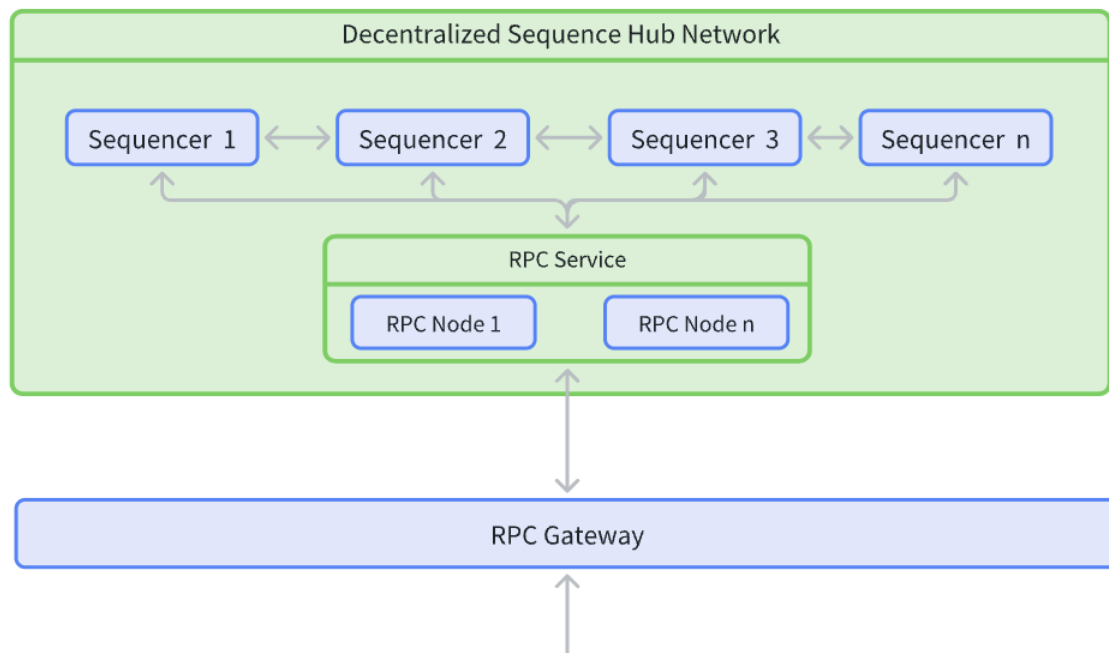 Decentralized Sequence Hub Network
Sequencer 1
Sequencer 2
Sequencer 3
Sequencer n
RPC Service
RPC Node 1
RPC Node n
RPC Gateway